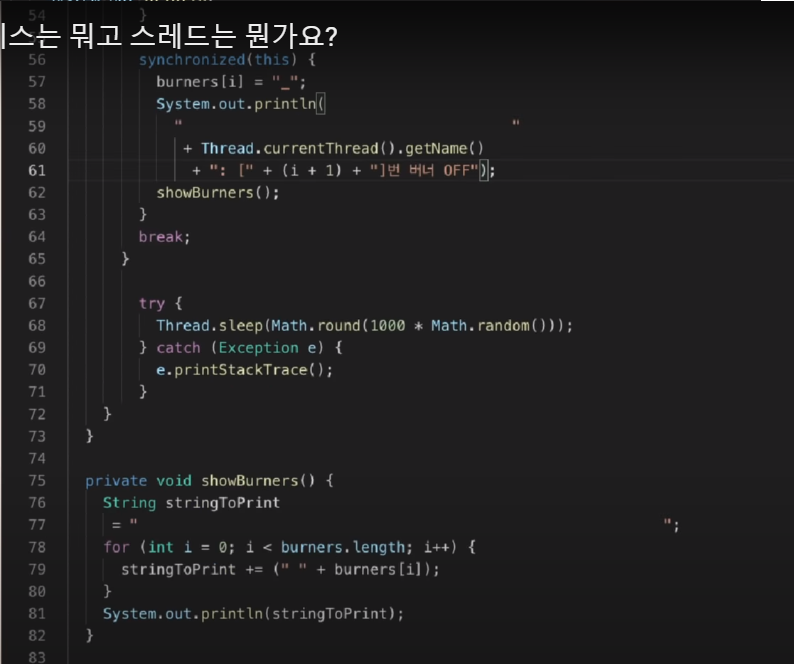 54 }
스는 뭐고 스레드는 뭔가요?
56 synchronized(this) {
57 burners[i] = "_";
58 System.out.println(
59 " "
60 + Thread.currentThread().getName()
61 + ": [" + (i + 1) + "]번 버너 OFF");
62 showBurners();
63 }
64 break;
65 }
66
67 try {
68 Thread.sleep(Math.round(1000 * Math.random()));
69 } catch (Exception e) {
70 e.printStackTrace();
71 }
72 }
73 }
74
75 private void showBurners() {
76 String stringToPrint
77 = " ";
78 for (int i = 0; i < burners.length; i++) {
79 stringToPrint += (" " + burners[i]);
80 }
81 System.out.println(stringToPrint);
82 }
83